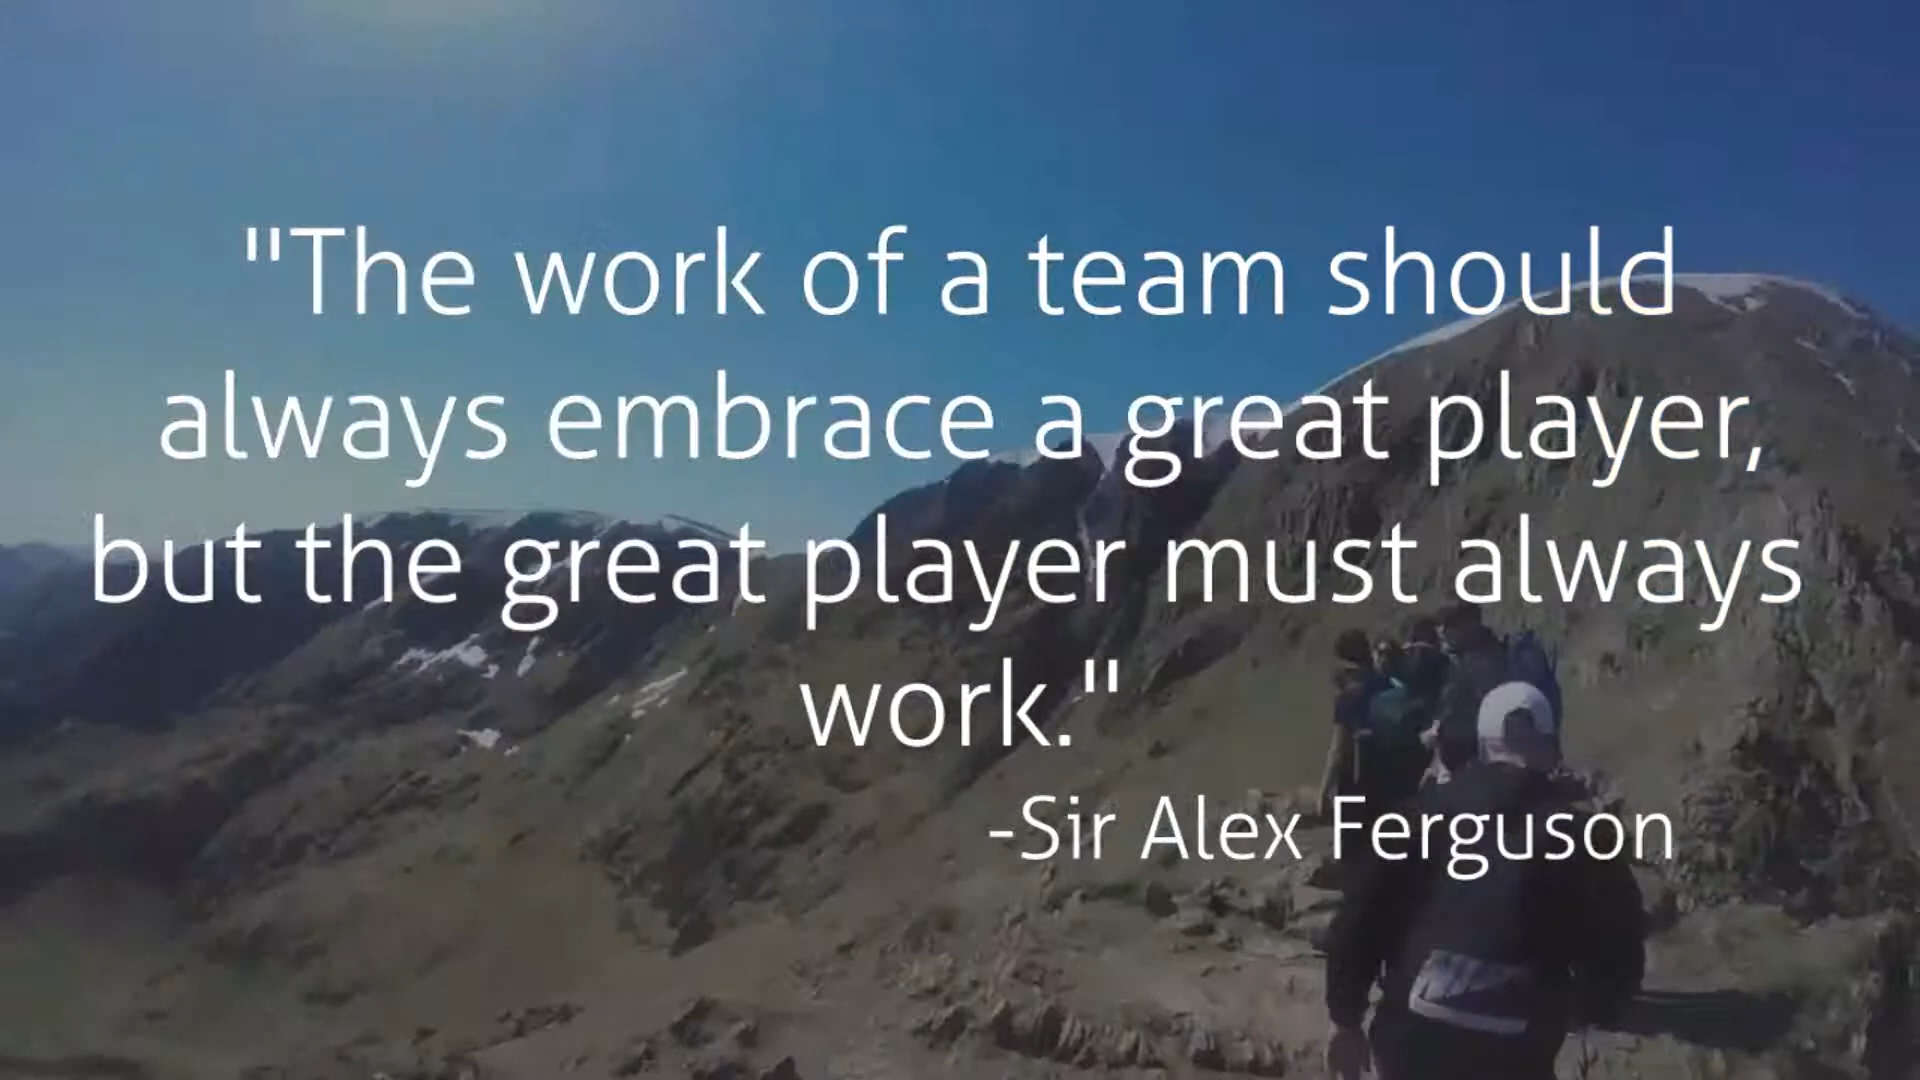 "The work of a team should
always embrace a great player,
but the great player must always
work."
-Sir Alex Ferguson